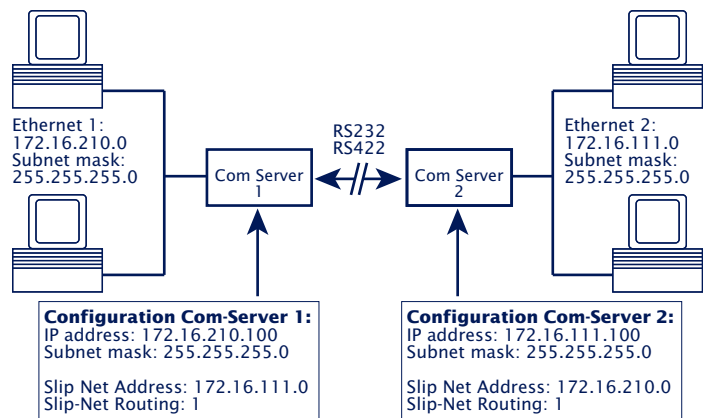 Ethernet 1:
172.16.210.0
Subnet mask:
255.255.255.0
Com Server
1
RS232
RS422
Com Server
2
Ethernet 2:
172.16.111.0
Subnet mask:
255.255.255.0
Configuration Com-Server 1:
IP address: 172.16.210.100
Subnet mask: 255.255.255.0
Slip Net Address: 172.16.111.0
Slip-Net Routing: 1
Configuration Com-Server 2:
IP address: 172.16.111.100
Subnet mask: 255.255.255.0
Slip Net Address: 172.16.210.0
Slip-Net Routing: 1